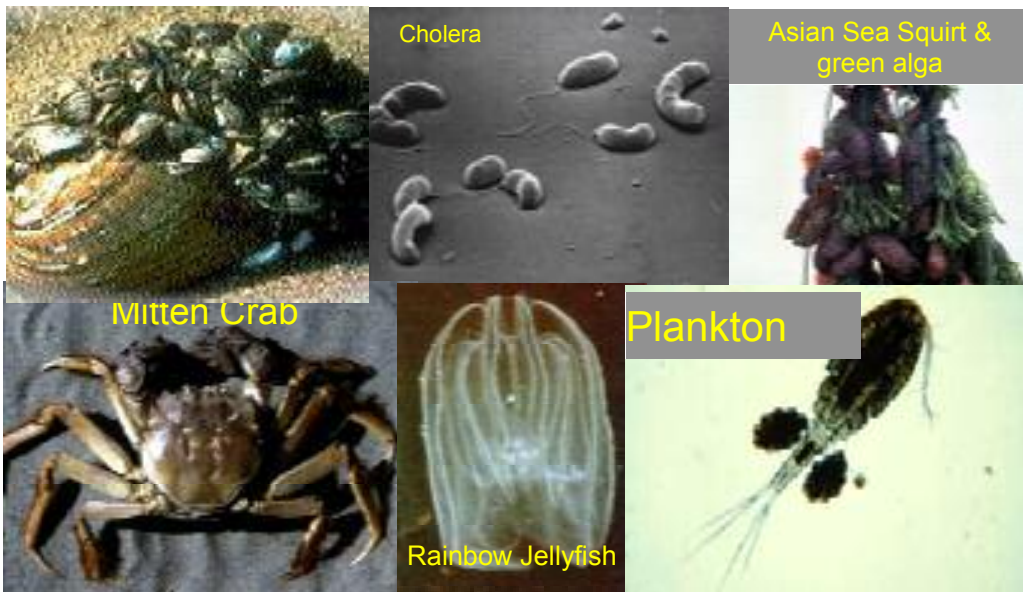 Cholera
Asian Sea Squirt &
green alga
Mitten Crab
Plankton
Rainbow Jellyfish